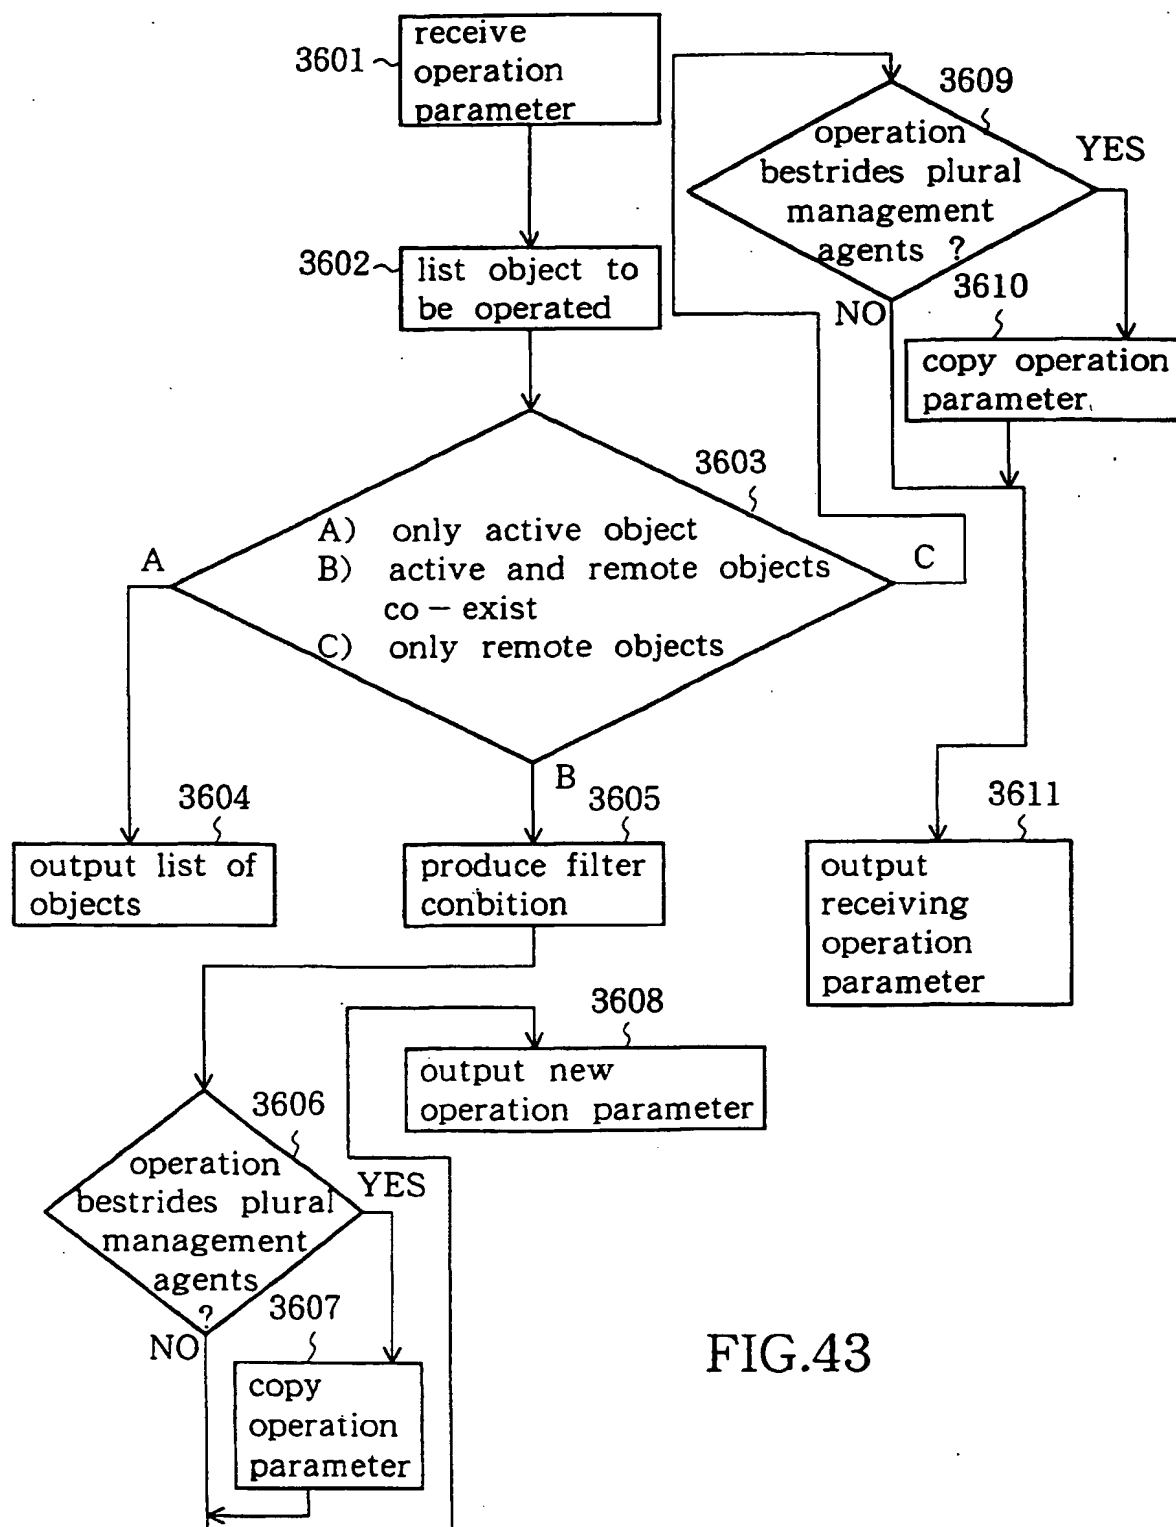 3601
receive
operation
parameter
3602
list object to
be operated
3603
A) only active object
B) active and remote objects
co-exist
C) only remote objects
A
B
C
3604
output list of
objects
3605
produce filter
conbition
3606
operation
bestrides plural
management
agents
?
YES
NO
3607
copy
operation
parameter
3608
output new
operation parameter
3609
operation
bestrides plural
management
agents ?
YES
NO
3610
copy operation
parameter
3611
output
receiving
operation
parameter
FIG.43